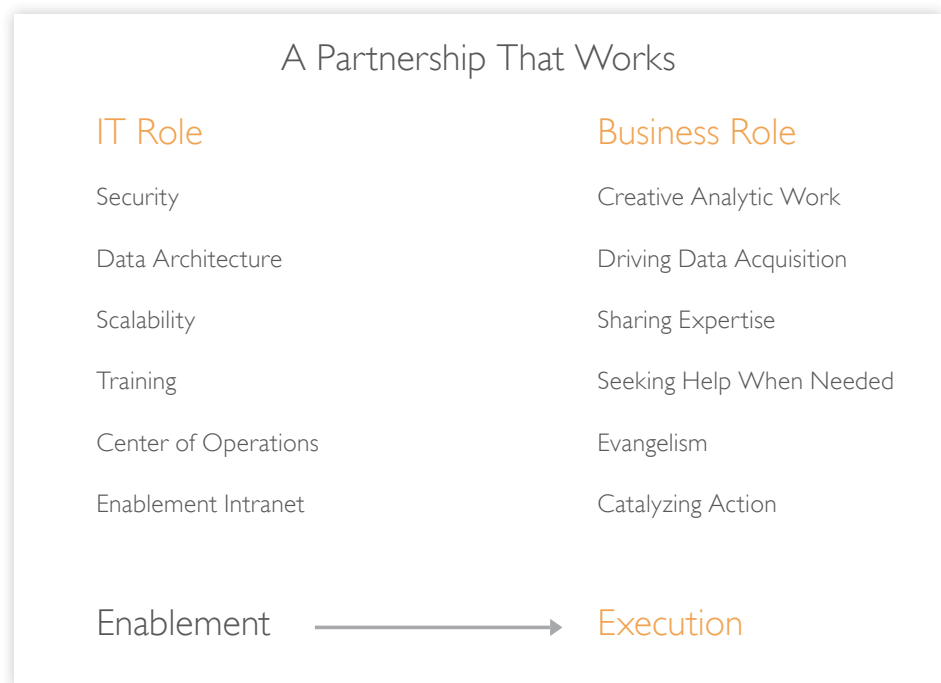 A Partnership That Works
IT Role
Security
Data Architecture
Scalability
Training
Center of Operations
Enablement Intranet
Business Role
Creative Analytic Work
Driving Data Acquisition
Sharing Expertise
Seeking Help When Needed
Evangelism
Catalyzing Action
Enablement
Execution